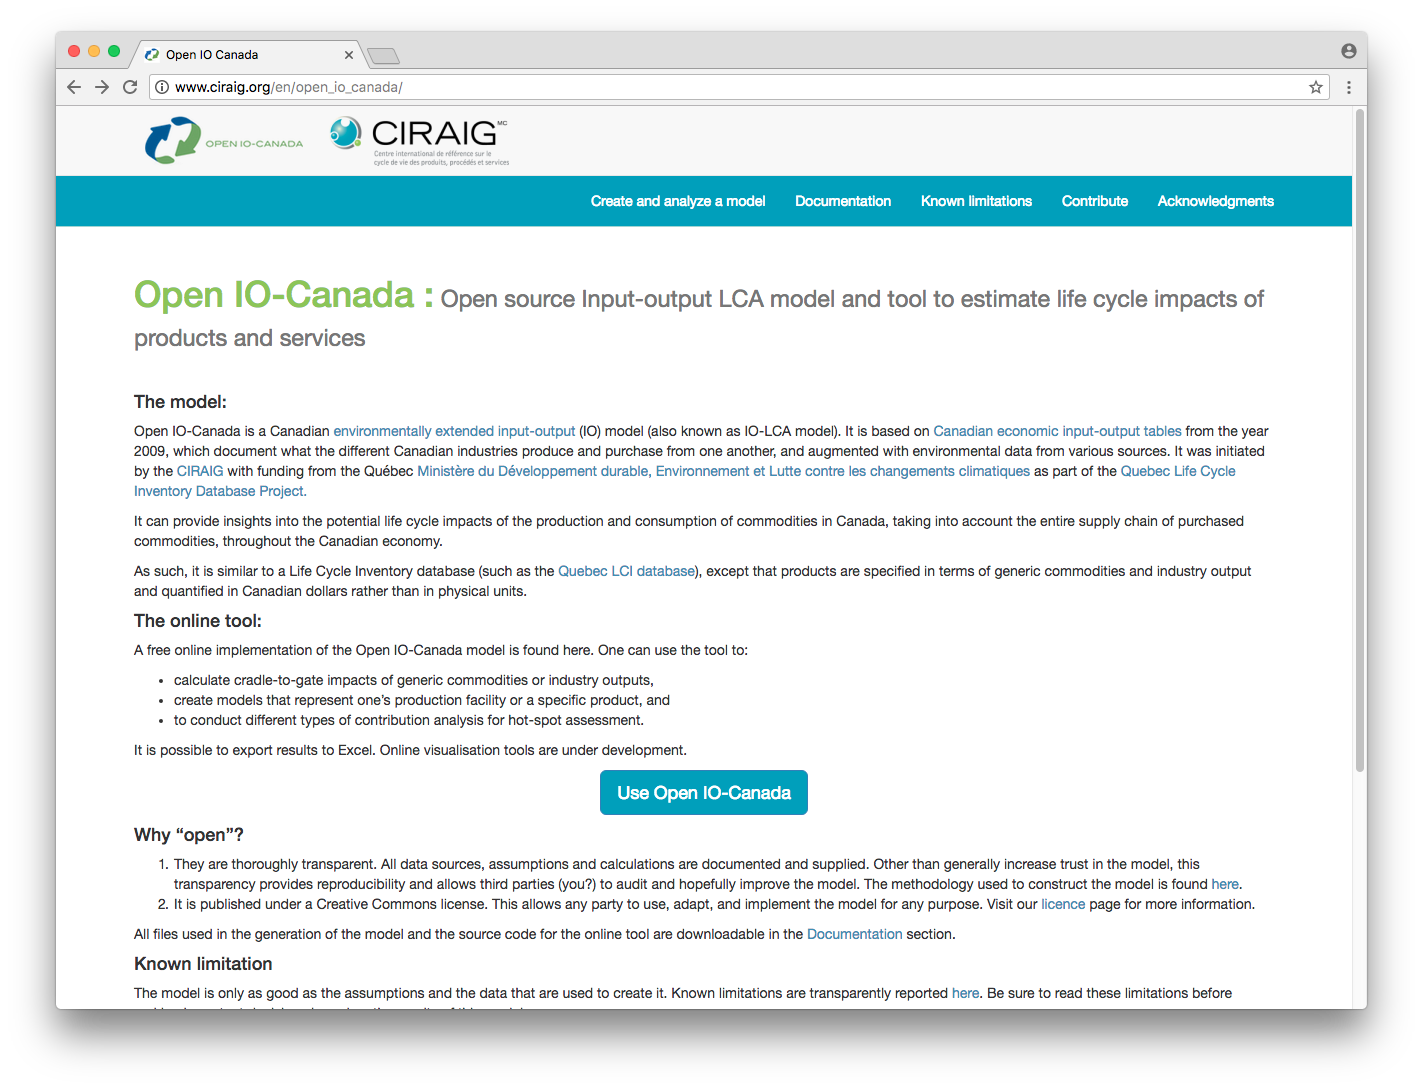 Open IO Canada
www.ciraig.org/en/open_io_canada/
OPEN IO-CANADA
CIRAIG MC
Centre international de référence sur le
cycle de vie des produits, procédés et services
Create and analyze a model Documentation Known limitations Contribute Acknowledgments
Open IO-Canada : Open source Input-output LCA model and tool to estimate life cycle impacts of
products and services
The model:
Open IO-Canada is a Canadian environmentally extended input-output (IO) model (also known as IO-LCA model). It is based on Canadian economic input-output tables from the year
2009, which document what the different Canadian industries produce and purchase from one another, and augmented with environmental data from various sources. It was initiated
by the CIRAIG with funding from the Québec Ministère du Développement durable, Environnement et Lutte contre les changements climatiques as part of the Quebec Life Cycle
Inventory Database Project.
It can provide insights into the potential life cycle impacts of the production and consumption of commodities in Canada, taking into account the entire supply chain of purchased
commodities, throughout the Canadian economy.
As such, it is similar to a Life Cycle Inventory database (such as the Quebec LCI database), except that products are specified in terms of generic commodities and industry output
and quantified in Canadian dollars rather than in physical units.
The online tool:
A free online implementation of the Open IO-Canada model is found here. One can use the tool to:
• calculate cradle-to-gate impacts of generic commodities or industry outputs,
• create models that represent one's production facility or a specific product, and
• to conduct different types of contribution analysis for hot-spot assessment.
It is possible to export results to Excel. Online visualisation tools are under development.
Use Open IO-Canada
Why “open”?
1. They are thoroughly transparent. All data sources, assumptions and calculations are documented and supplied. Other than generally increase trust in the model, this
transparency provides reproducibility and allows third parties (you?) to audit and hopefully improve the model. The methodology used to construct the model is found here.
2. It is published under a Creative Commons license. This allows any party to use, adapt, and implement the model for any purpose. Visit our licence page for more information.
All files used in the generation of the model and the source code for the online tool are downloadable in the Documentation section.
Known limitation
The model is only as good as the assumptions and the data that are used to create it. Known limitations are transparently reported here. Be sure to read these limitations before